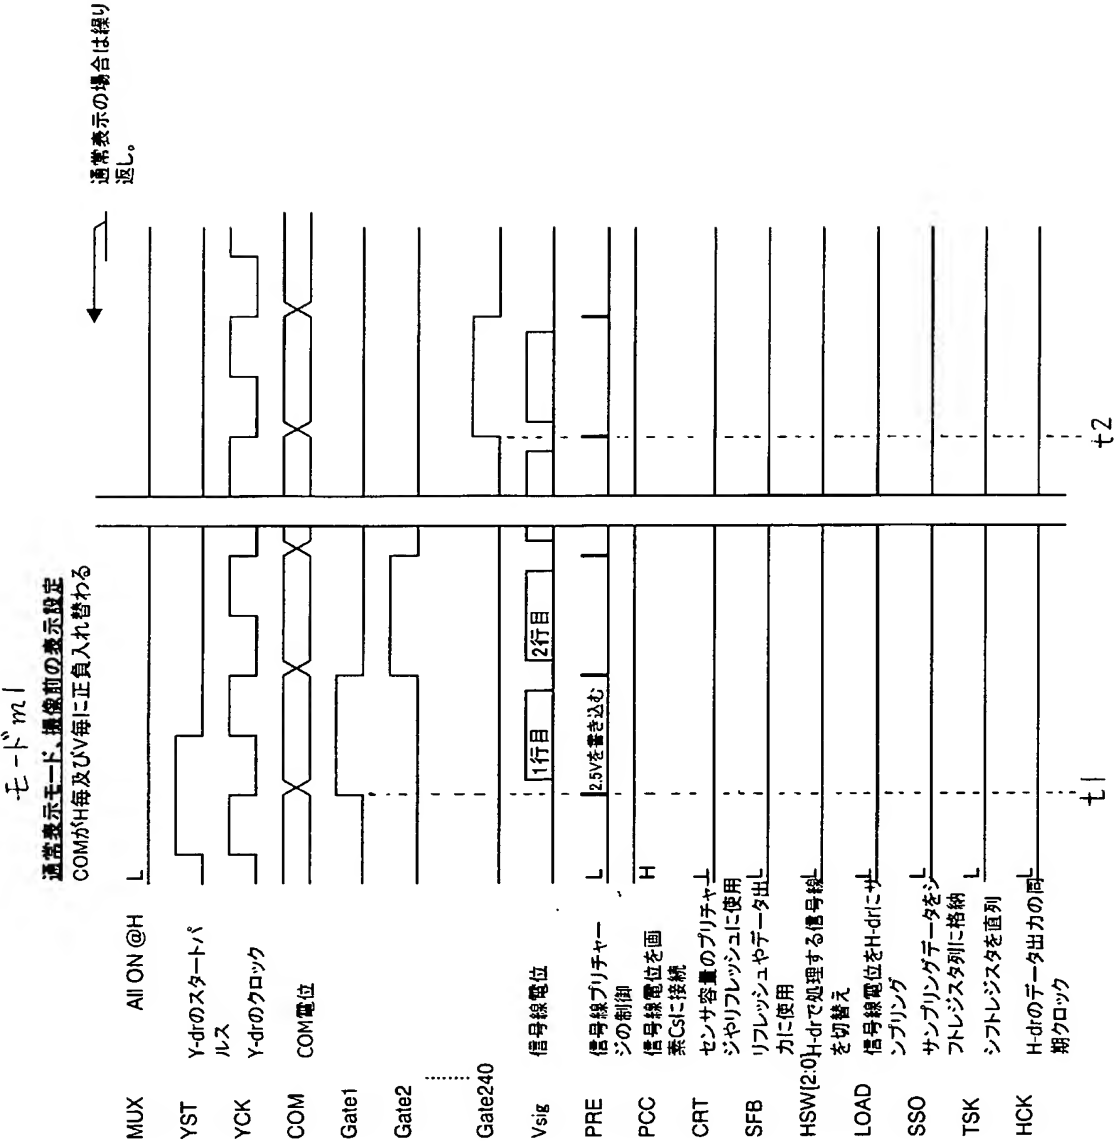 モードm1
通常表示モード、撮像前の表示設定
COMがH毎及びV毎に正負入れ替わる
通常表示の場合は繰り
返し。
MUX All ON @H L
YST Y-drのスタートパ
ルス
YCK Y-drのクロック
COM COM電位
Gate1
Gate2
………
Gate240
Vsig 信号線電位 1行目 2行目
PRE 信号線プリチャー
ジの制御 L 2.5Vを書き込む
PCC 信号線電位を画
素Csに接続 H
CRT センサ容量のプリチャー
ジやリフレッシュに使用 L
SFB リフレッシュやデータ出
力に使用 L
HSW[2:0] H-drで処理する信号線
を切替え L
LOAD 信号線電位をH-drにサ
ンプリング L
SSO サンプリングデータをシ
フトレジスタ列に格納 L
TSK シフトレジスタを直列 L
HCK H-drのデータ出力の同
期クロック L
t1
t2